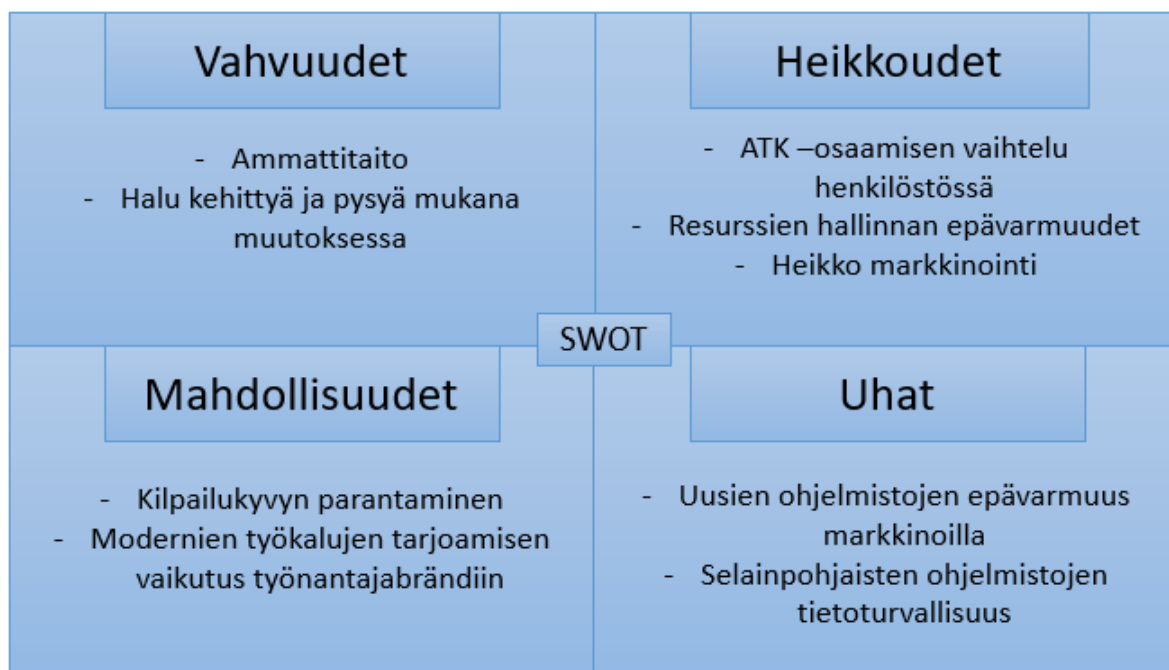 Vahvuudet
- Ammattitaito
- Halu kehittyä ja pysyä mukana
muutoksessa
Heikkoudet
- ATK –osaamisen vaihtelu
henkilöstössä
- Resurssien hallinnan epävarmuudet
- Heikko markkinointi
SWOT
Mahdollisuudet
- Kilpailukyvyn parantaminen
- Modernien työkalujen tarjoamisen
vaikutus työnantajabrändiin
Uhat
- Uusien ohjelmistojen epävarmuus
markkinoilla
- Selainpohjaisten ohjelmistojen
tietoturvallisuus